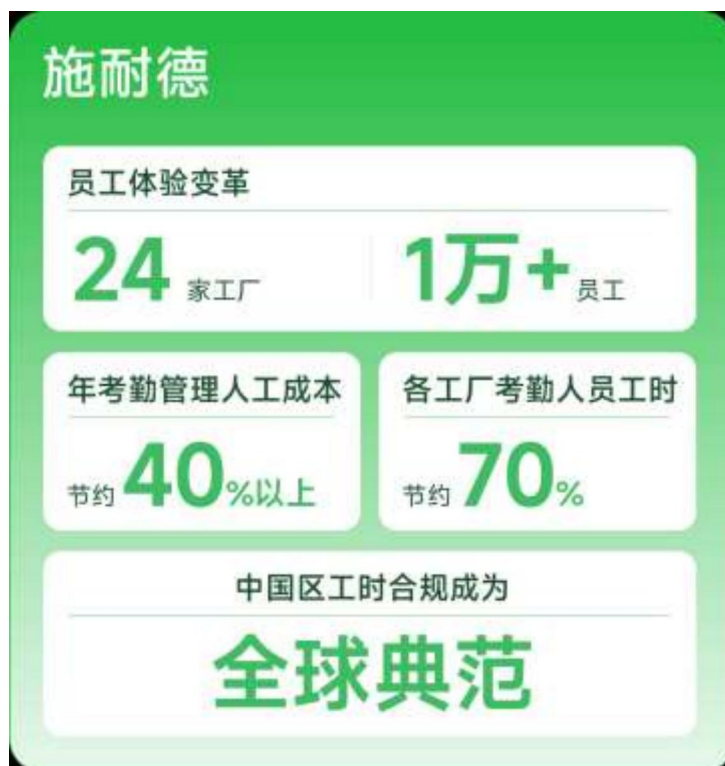 施耐德
员工体验变革
24 家工厂
1万+ 员工
年考勤管理人工成本
节约 40%以上
各工厂考勤人员工时
节约 70%
中国区工时合规成为
全球典范